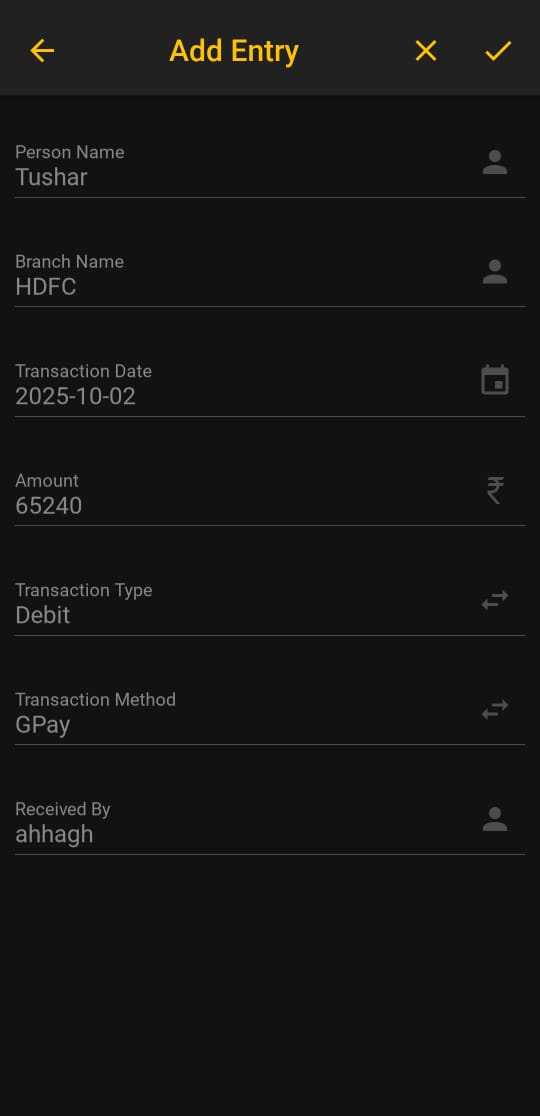 Add Entry
Person Name
Tushar
Branch Name
HDFC
Transaction Date
2025-10-02
Amount
65240
₹
Transaction Type
Debit
Transaction Method
GPay
Received By
ahhagh